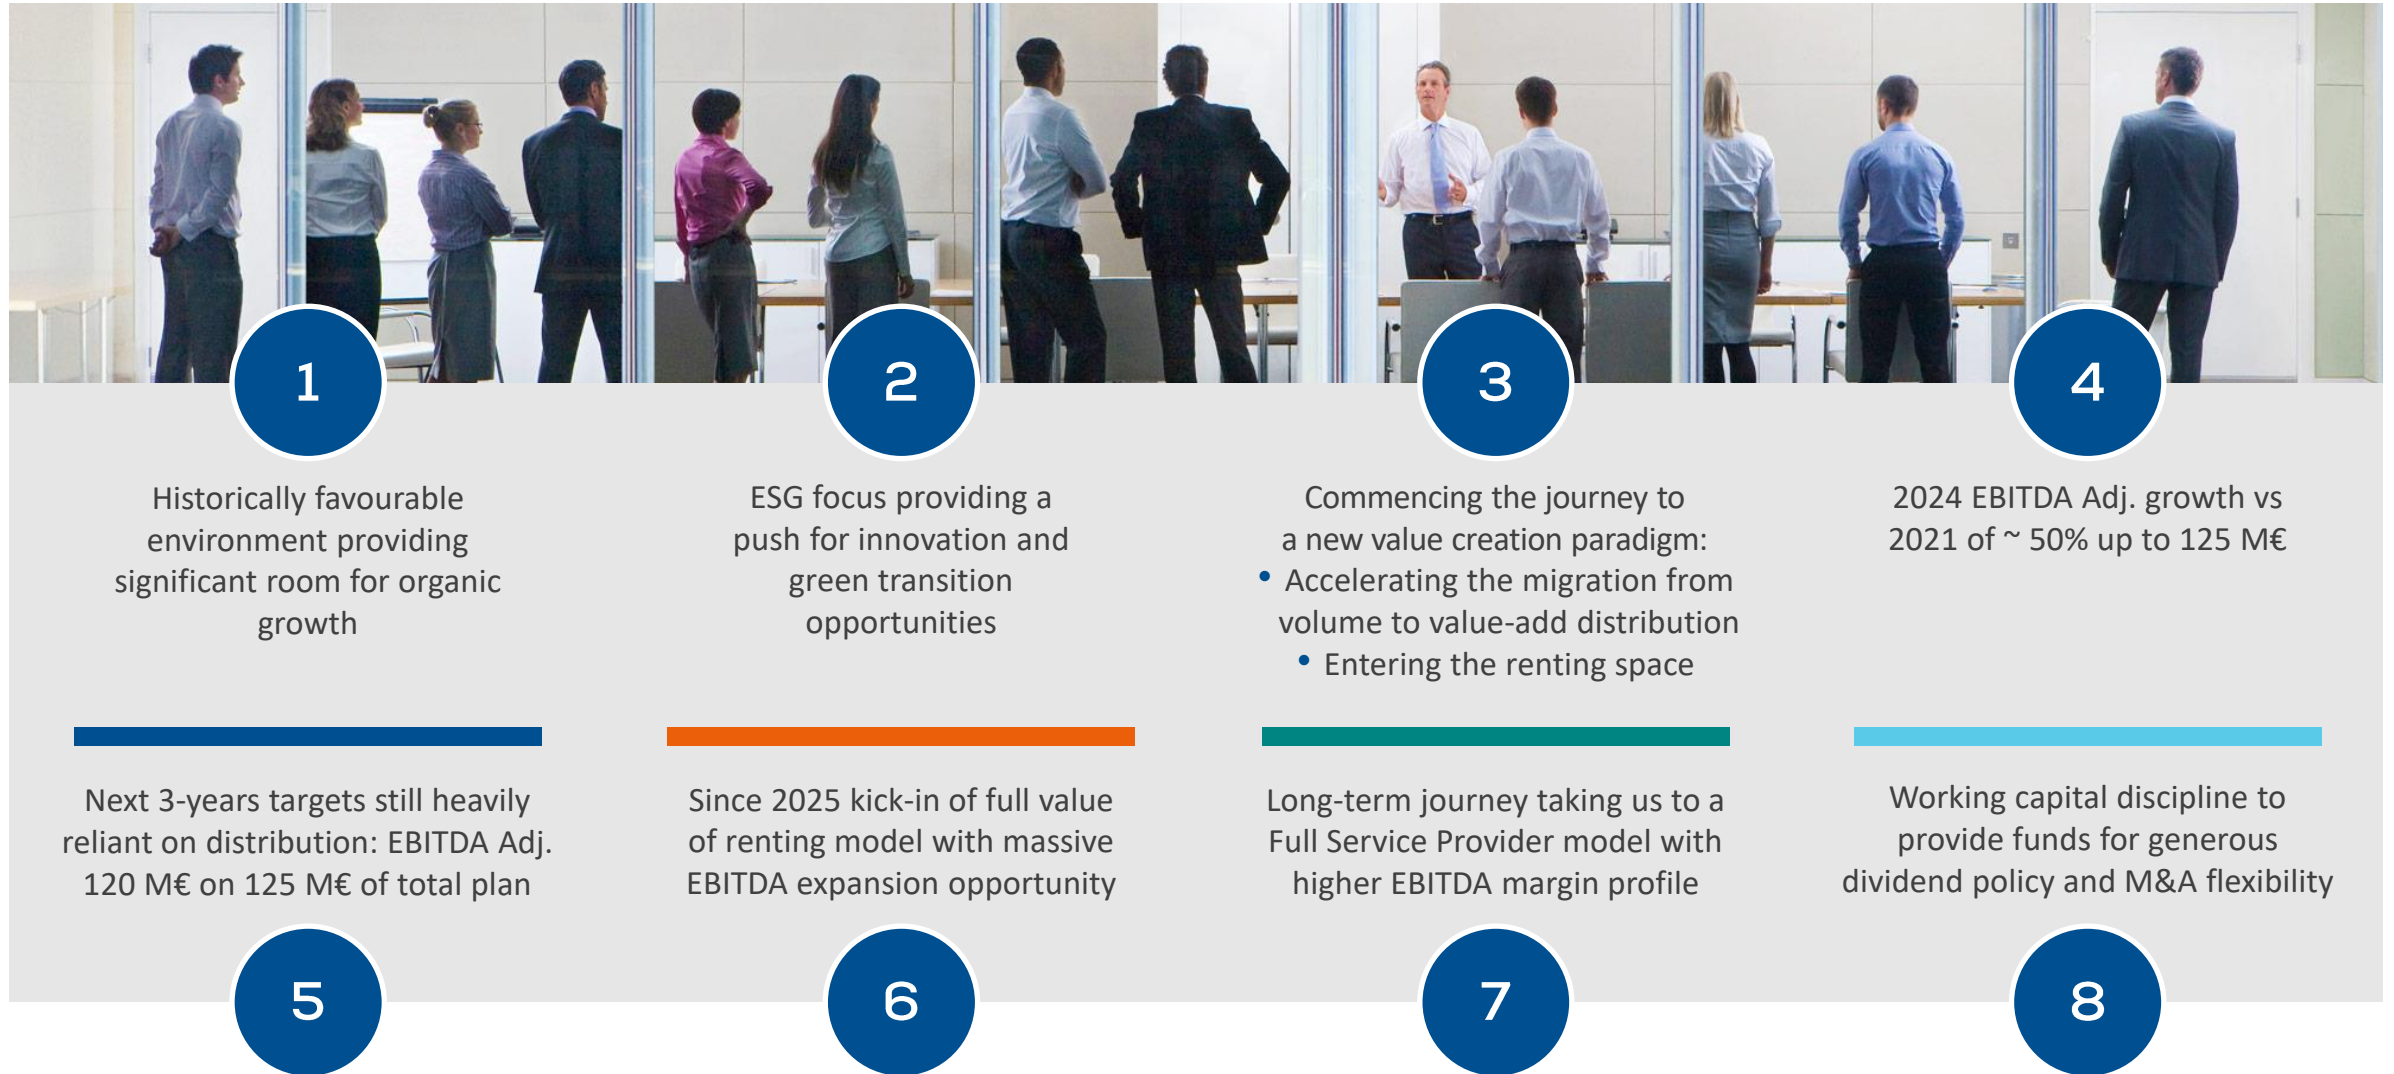 1
Historically favourable
environment providing
significant room for organic
growth
2
ESG focus providing a
push for innovation and
green transition
opportunities
3
Commencing the journey to
a new value creation paradigm:
• Accelerating the migration from
volume to value-add distribution
• Entering the renting space
4
2024 EBITDA Adj. growth vs
2021 of ~ 50% up to 125 M€
Next 3-years targets still heavily
reliant on distribution: EBITDA Adj.
120 M€ on 125 M€ of total plan
5
Since 2025 kick-in of full value
of renting model with massive
EBITDA expansion opportunity
6
Long-term journey taking us to a
Full Service Provider model with
higher EBITDA margin profile
7
Working capital discipline to
provide funds for generous
dividend policy and M&A flexibility
8